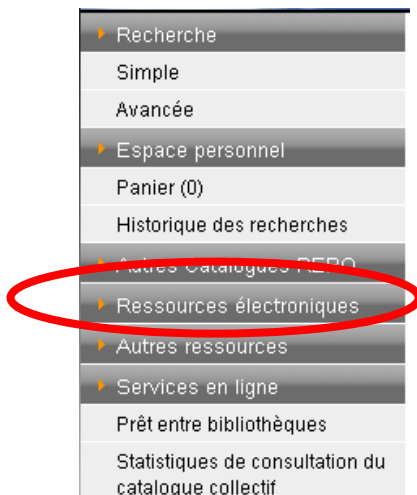 Recherche
Simple
Avancée
Espace personnel
Panier (0)
Historique des recherches
Autres Catalogues RERO
Ressources électroniques
Autres ressources
Services en ligne
Prêt entre bibliothèques
Statistiques de consultation du
catalogue collectif